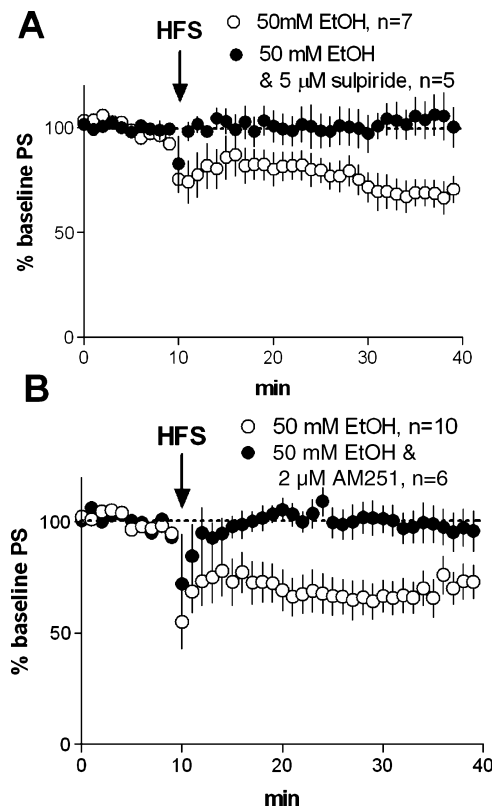 A
HFS
50mM EtOH, n=7
50 mM EtOH
& 5 µM sulpiride, n=5
% baseline PS
100
50
0
0 10 20 30 40
min
B
HFS
50 mM EtOH, n=10
50 mM EtOH &
2 µM AM251, n=6
% baseline PS
100
50
0
0 10 20 30 40
min